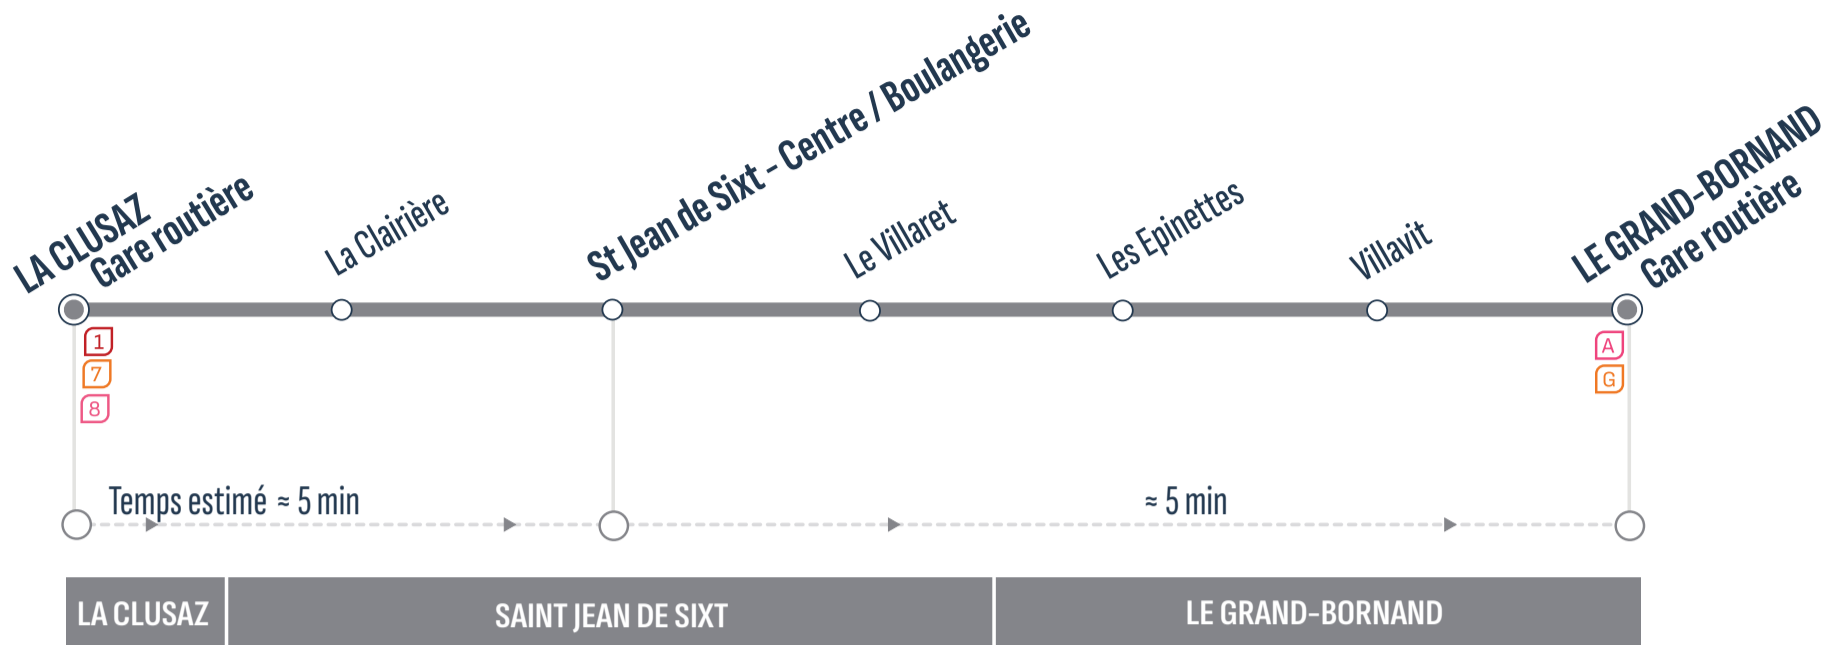 LA CLUSAZ
Gare routière
La Clairière
St Jean de Sixt - Centre / Boulangerie
Le Villaret
Les Epinettes
Villavit
LE GRAND-BORNAND
Gare routière
1
7
8
A
G
Temps estimé ≈ 5 min
≈ 5 min
LA CLUSAZ
SAINT JEAN DE SIXT
LE GRAND-BORNAND